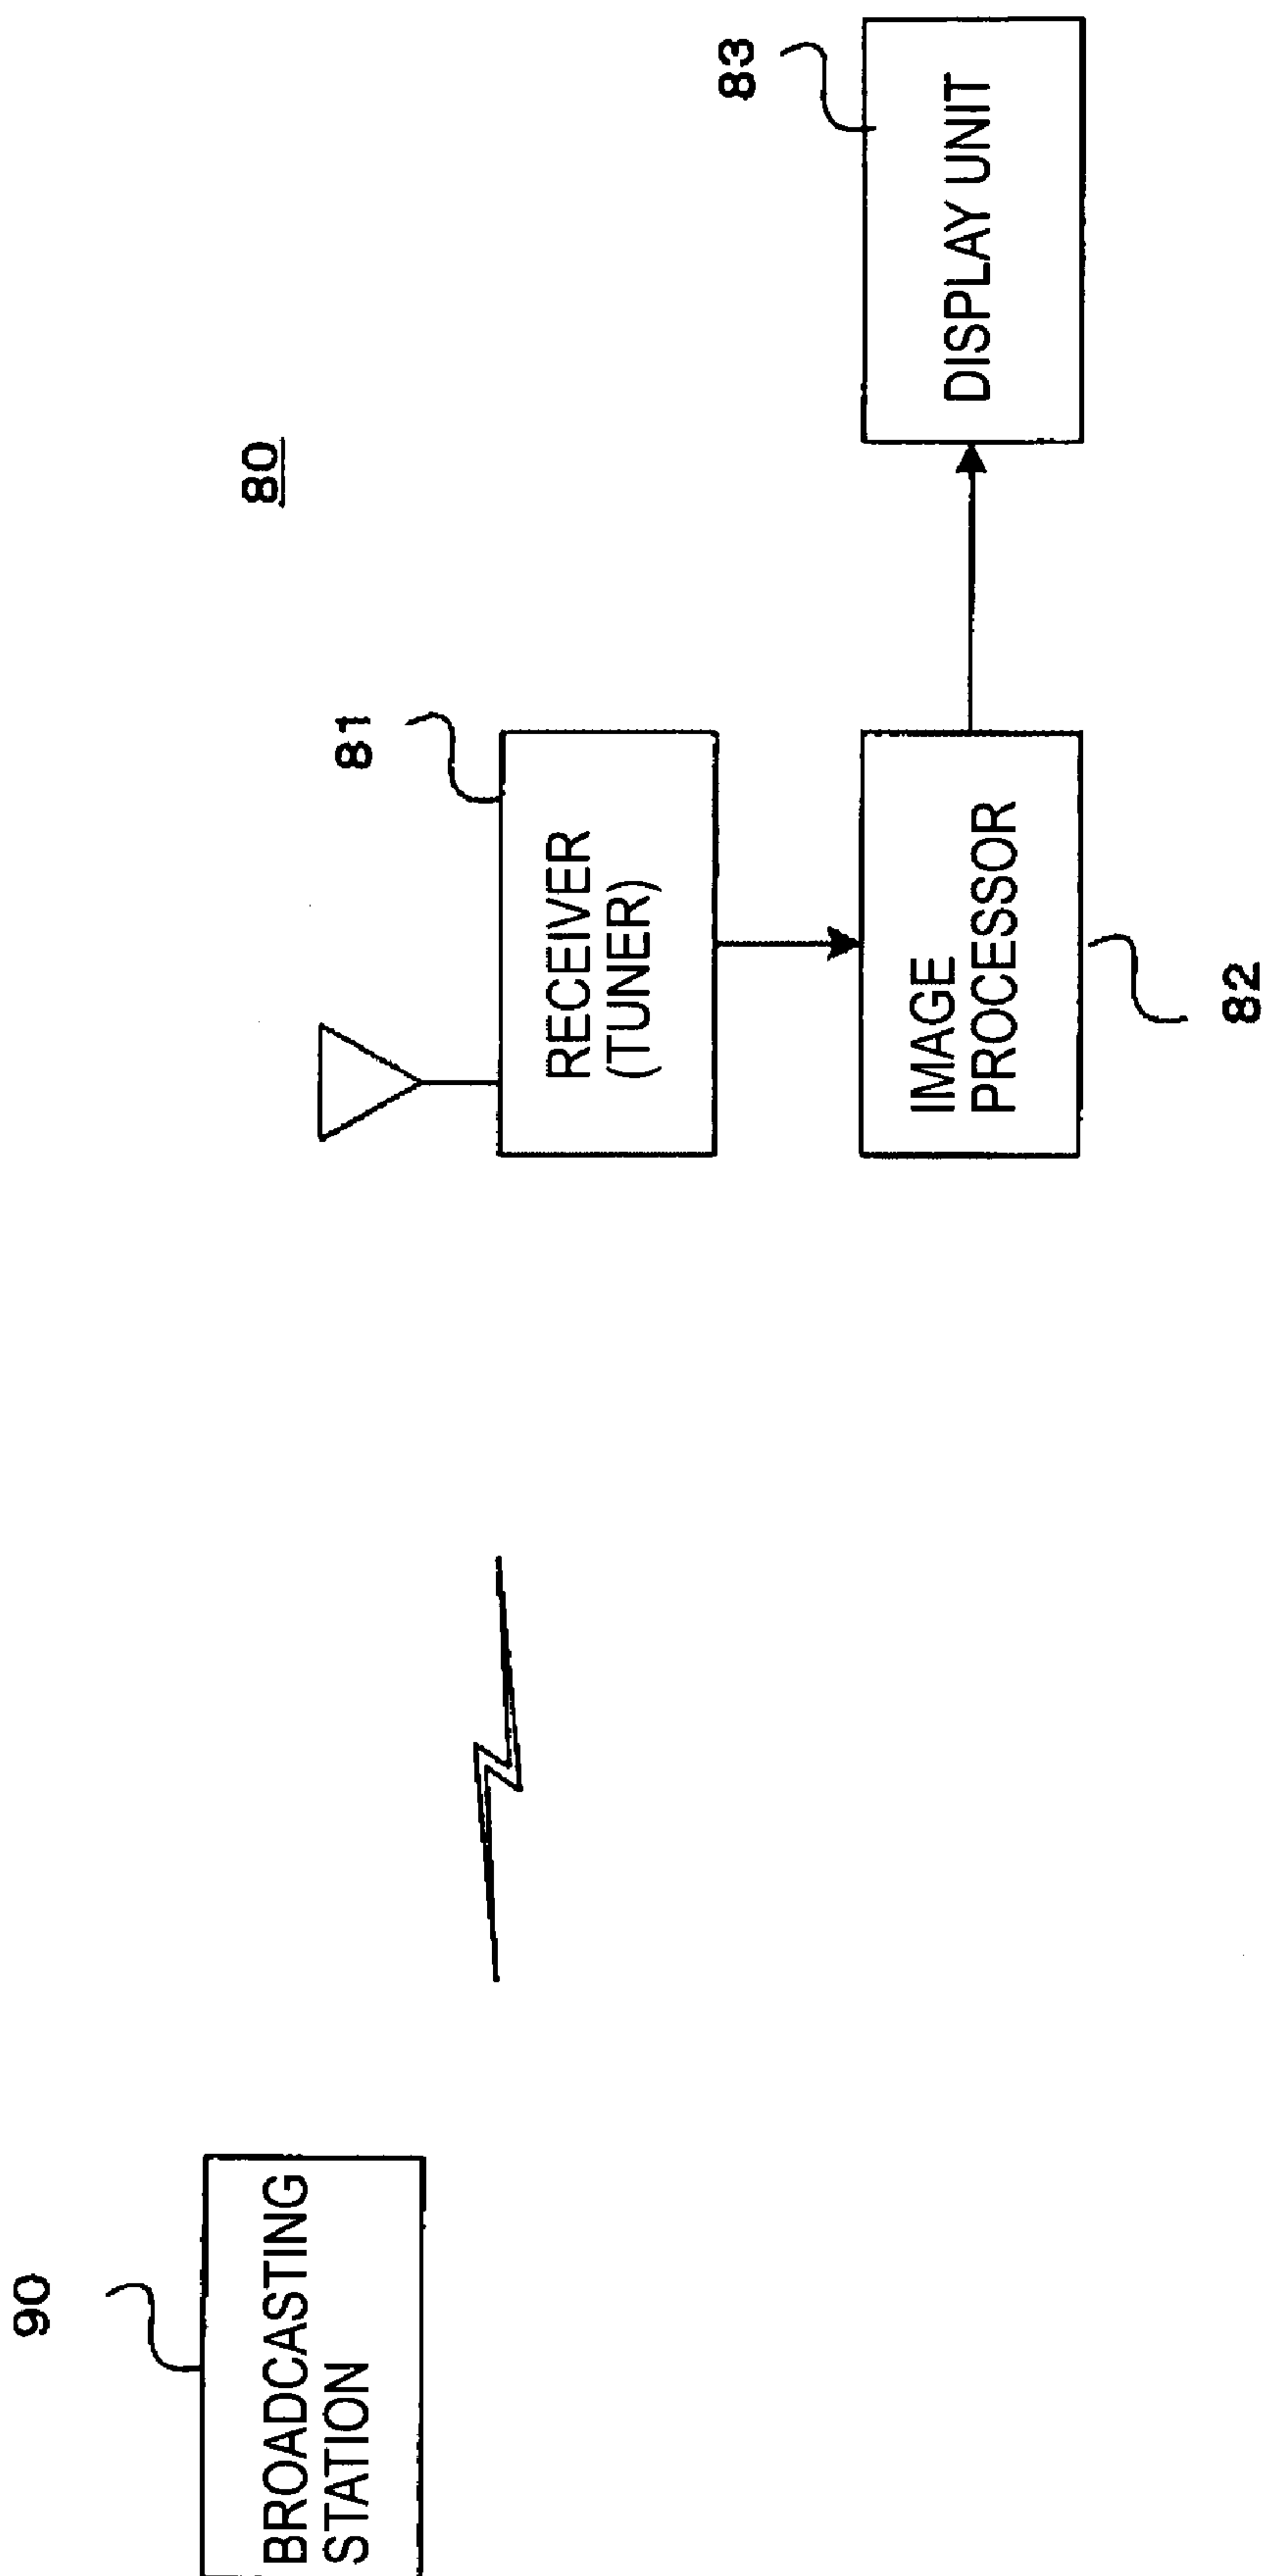 80
90
BROADCASTING
STATION
81
RECEIVER
(TUNER)
83
DISPLAY UNIT
IMAGE
PROCESSOR
82